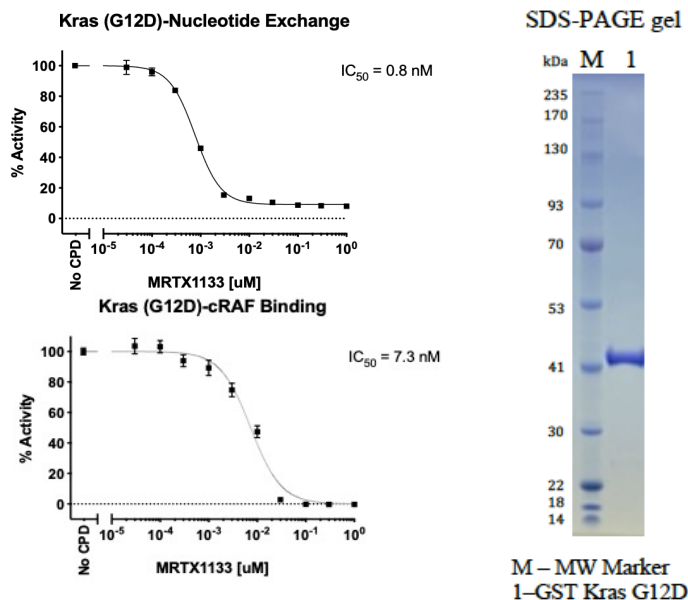 Kras (G12D)-Nucleotide Exchange
IC50 = 0.8 nM
% Activity
100
80
60
40
20
0
No CPD
10-5
10-4
10-3
10-2
10-1
100
MRTX1133 [uM]
Kras (G12D)-cRAF Binding
IC50 = 7.3 nM
% Activity
100
80
60
40
20
0
No CPD
10-5
10-4
10-3
10-2
10-1
100
MRTX1133 [uM]
SDS-PAGE gel
kDa M 1
235
170
130
93
70
53
41
30
22
18
14
M – MW Marker
1–GST Kras G12D